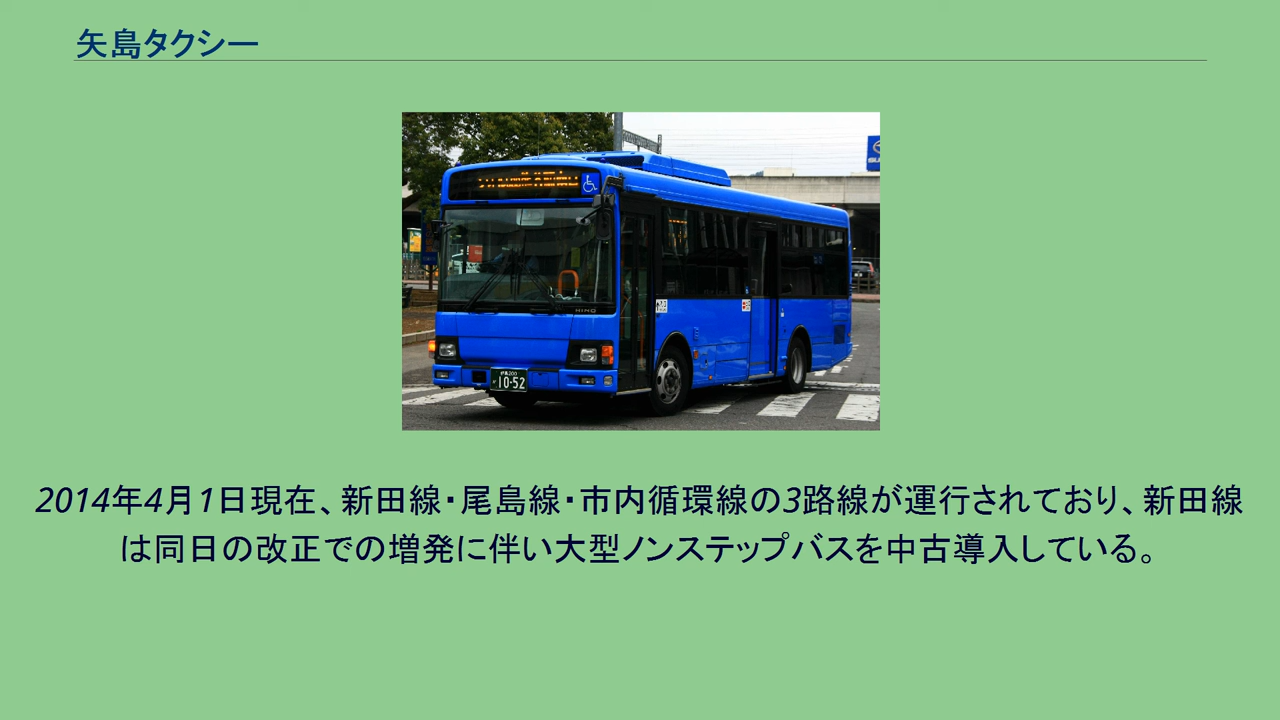 矢島タクシー
HINO
10-52
2014年4月1日現在、新田線・尾島線・市内循環線の3路線が運行されており、新田線
は同日の改正での増発に伴い大型ノンステップバスを中古導入している。